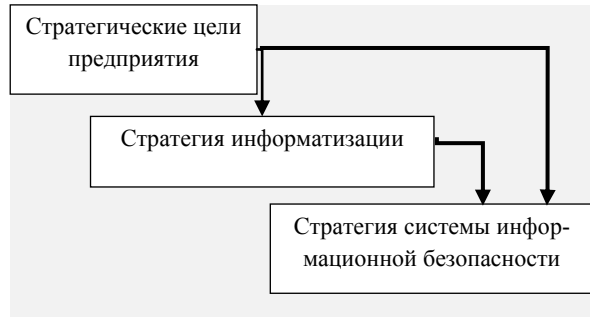 Стратегические цели
предприятия
Стратегия информатизации
Стратегия системы инфор-
мационной безопасности